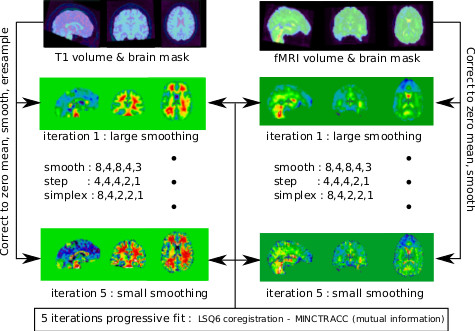 T1 volume & brain mask
fMRI volume & brain mask
Correct to zero mean, smooth, eresample
Correct to zero mean, smooth
iteration 1 : large smoothing
iteration 1 : large smoothing
smooth : 8,4,8,4,3
step : 4,4,4,2,1
simplex : 8,4,2,2,1
smooth : 8,4,8,4,3
step : 4,4,4,2,1
simplex : 8,4,2,2,1
iteration 5 : small smoothing
iteration 5 : small smoothing
5 iterations progressive fit : LSQ6 coregistration - MINCTRACC (mutual information)